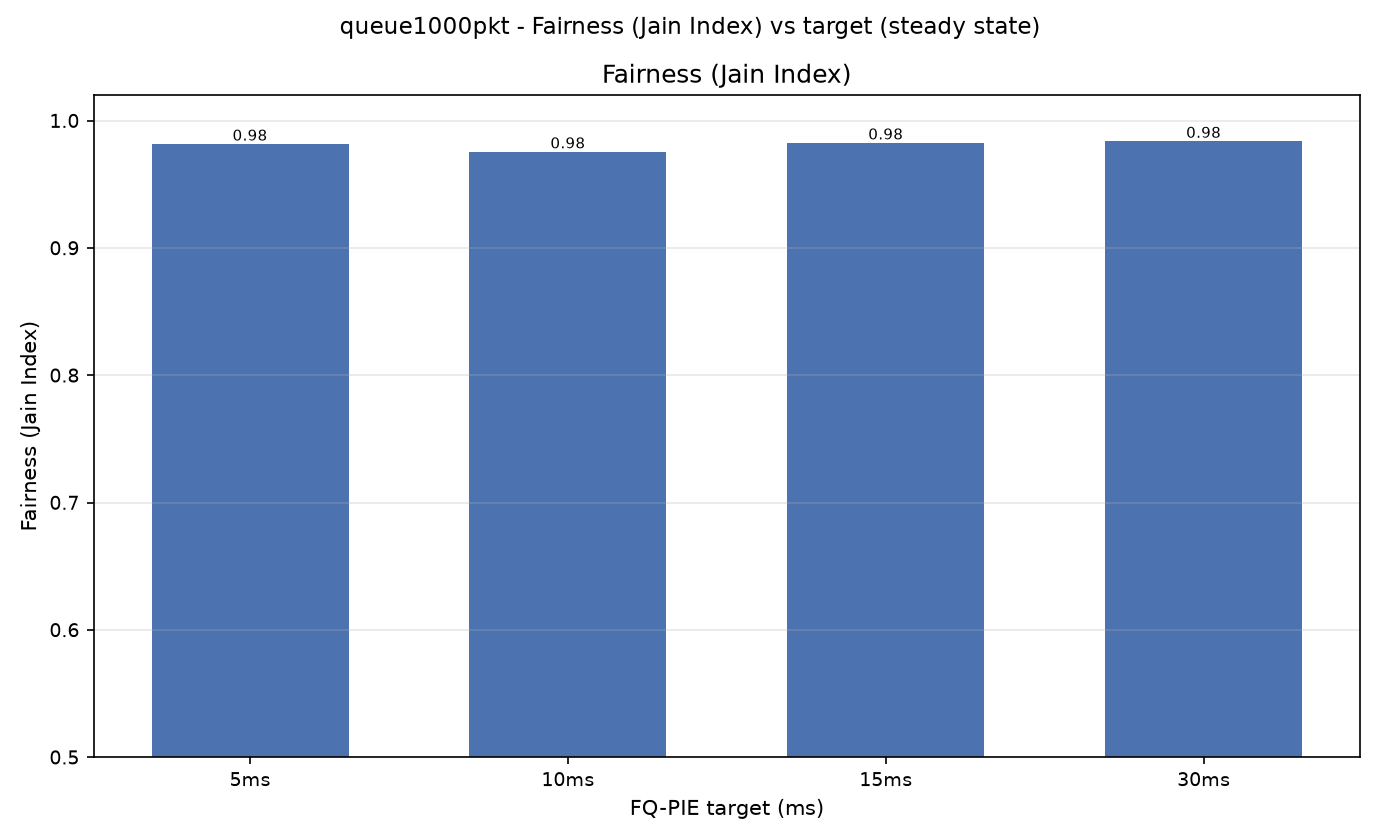 queue1000pkt - Fairness (Jain Index) vs target (steady state)
Fairness (Jain Index)
Fairness (Jain Index)
1.0
0.9
0.8
0.7
0.6
0.5
0.98
0.98
0.98
0.98
5ms
10ms
15ms
30ms
FQ-PIE target (ms)